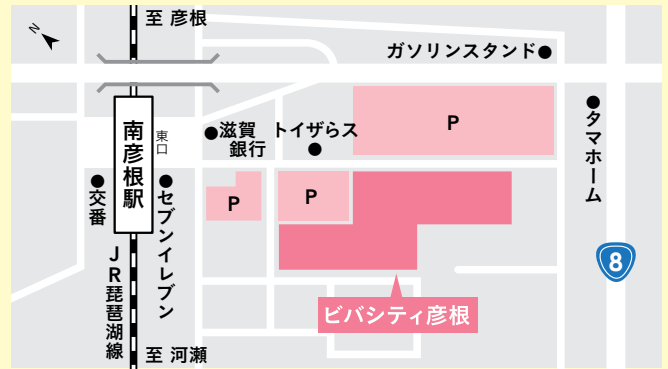 N
至 彦根
ガソリンスタンド
P
タマホーム
南彦根駅
東口
滋賀
銀行
トイザらス
交番
セブンイレブン
P
P
8
JR琵琶湖線
ビバシティ彦根
至 河瀬